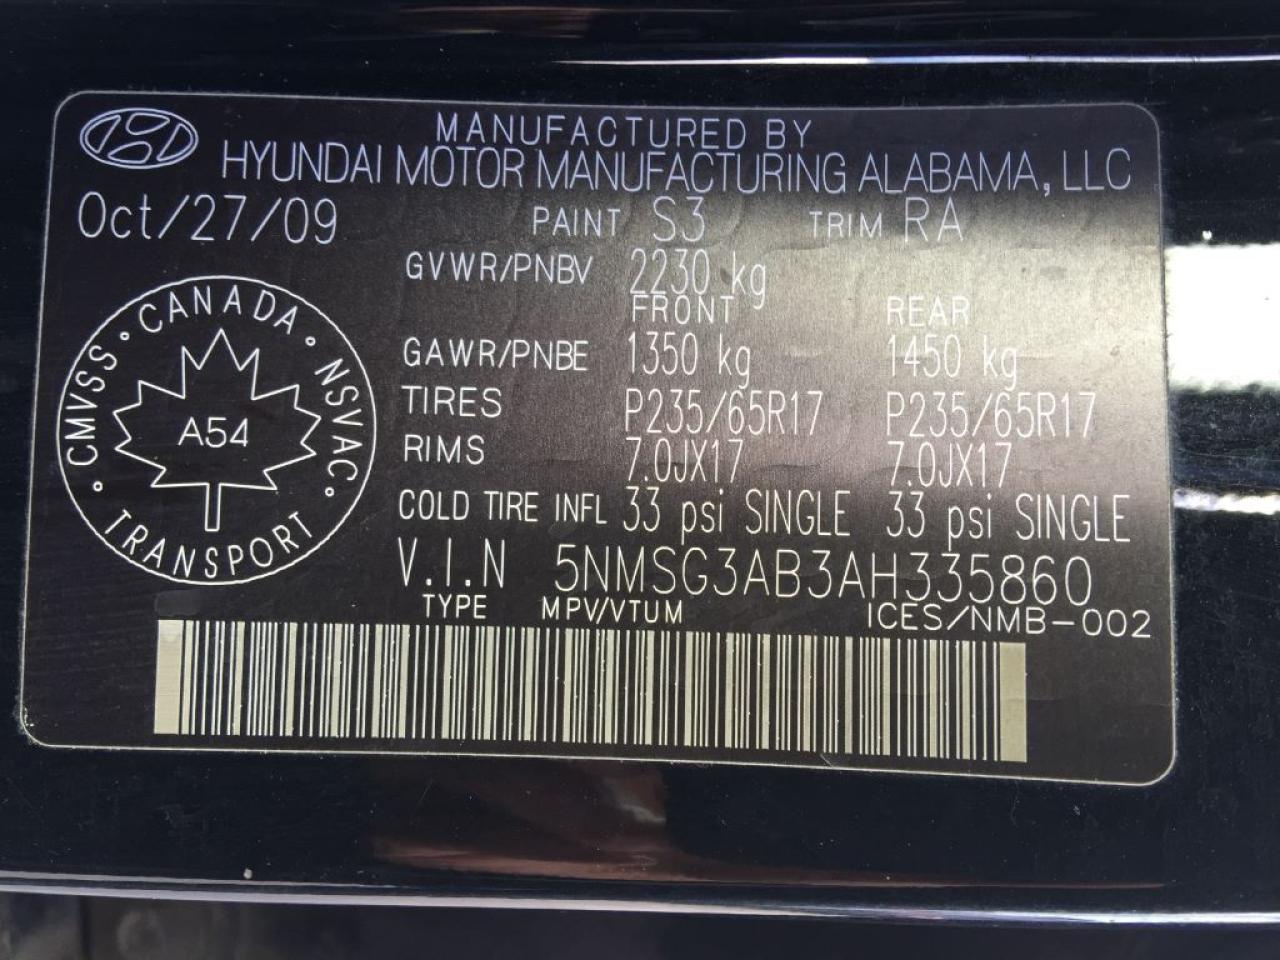 MANUFACTURED BY
HYUNDAI MOTOR MANUFACTURING ALABAMA, LLC
Oct/27/09 PAINT S3 TRIM RA
GVWR/PNBV 2230 kg
FRONT REAR
GAWR/PNBE 1350 kg 1450 kg
TIRES P235/65R17 P235/65R17
RIMS 7.0JX17 7.0JX17
COLD TIRE INFL 33 psi SINGLE 33 psi SINGLE
V.I.N 5NMSG3AB3AH335860
TYPE MPV/VTUM ICES/NMB-002
CMVSS · CANADA · NSVAC
A54
· TRANSPORT ·